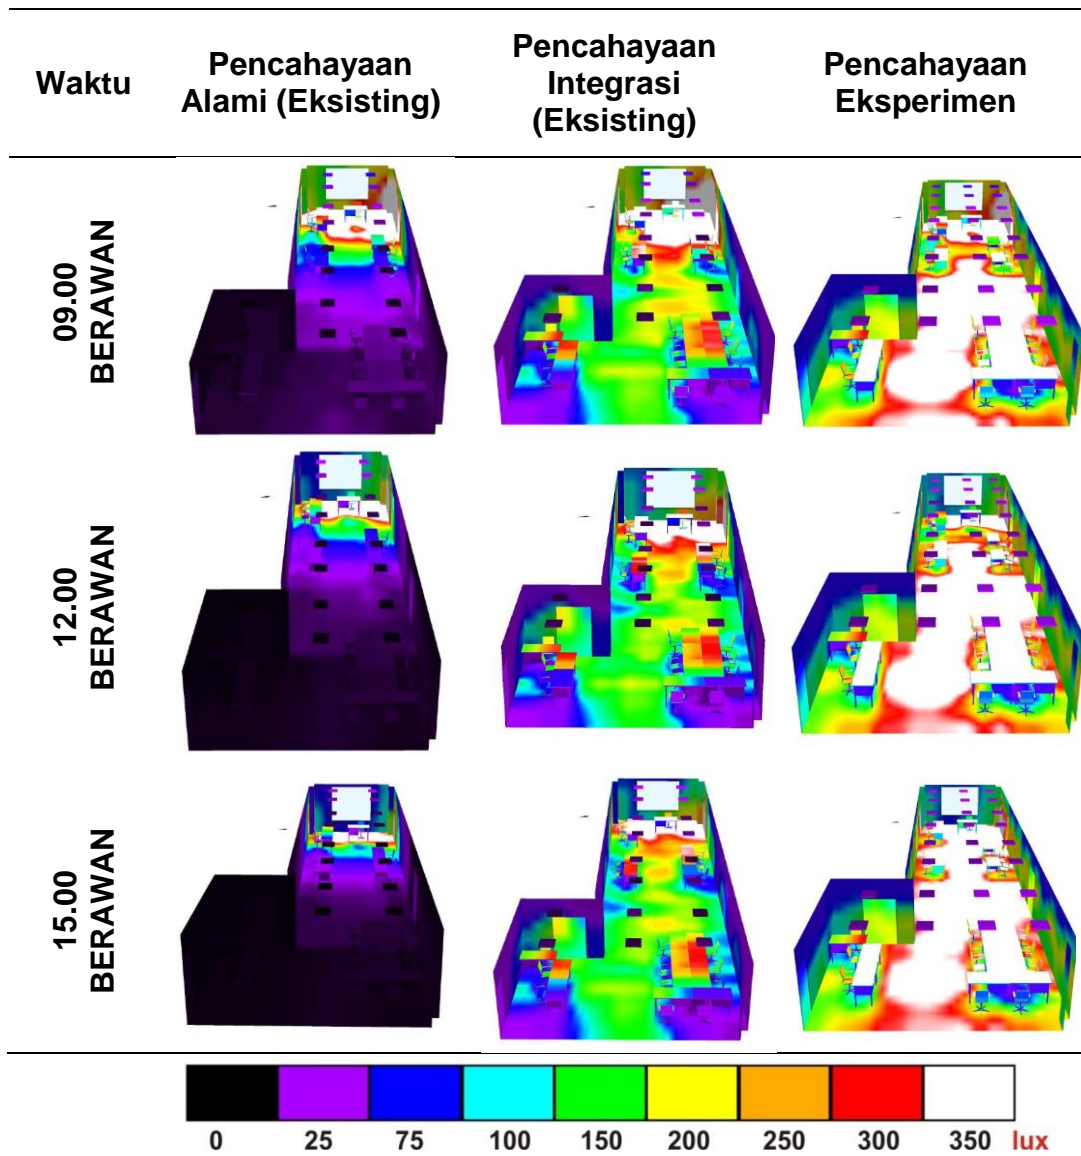 Waktu
Pencahayaan
Alami (Eksisting)
Pencahayaan
Integrasi
(Eksisting)
Pencahayaan
Eksperimen
09.00
BERAWAN
12.00
BERAWAN
15.00
BERAWAN
0 25 75 100 150 200 250 300 350 lux